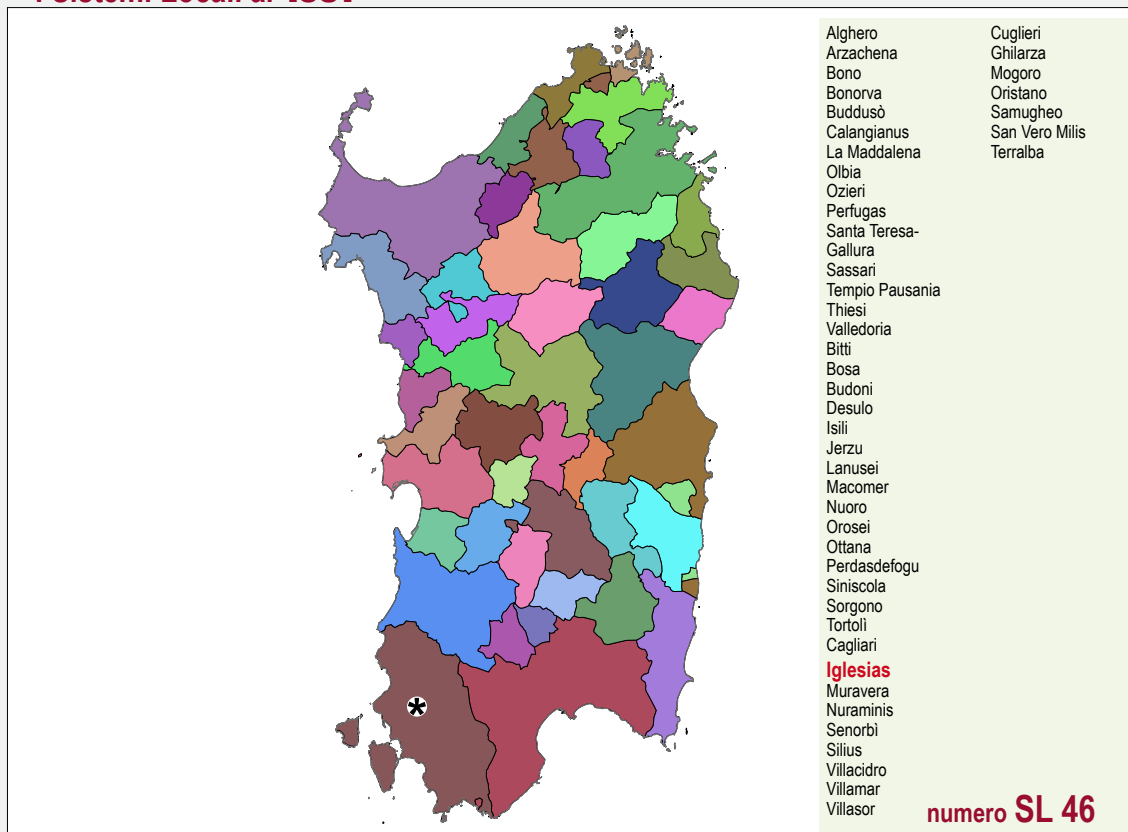 Alghero
Arzachena
Bono
Bonorva
Buddusò
Calangianus
La Maddalena
Olbia
Ozieri
Perfugas
Santa Teresa-
Gallura
Sassari
Tempio Pausania
Thiesi
Valledoria
Bitti
Bosa
Budoni
Desulo
Isili
Jerzu
Lanusei
Macomer
Nuoro
Orosei
Ottana
Perdasdefogu
Siniscola
Sorgono
Tortolì
Cagliari
Iglesias
Muravera
Nuraminis
Senorbì
Silius
Villacidro
Villamar
Villasor
Cuglieri
Ghilarza
Mogoro
Oristano
Samugheo
San Vero Milis
Terralba
*
numero SL 46